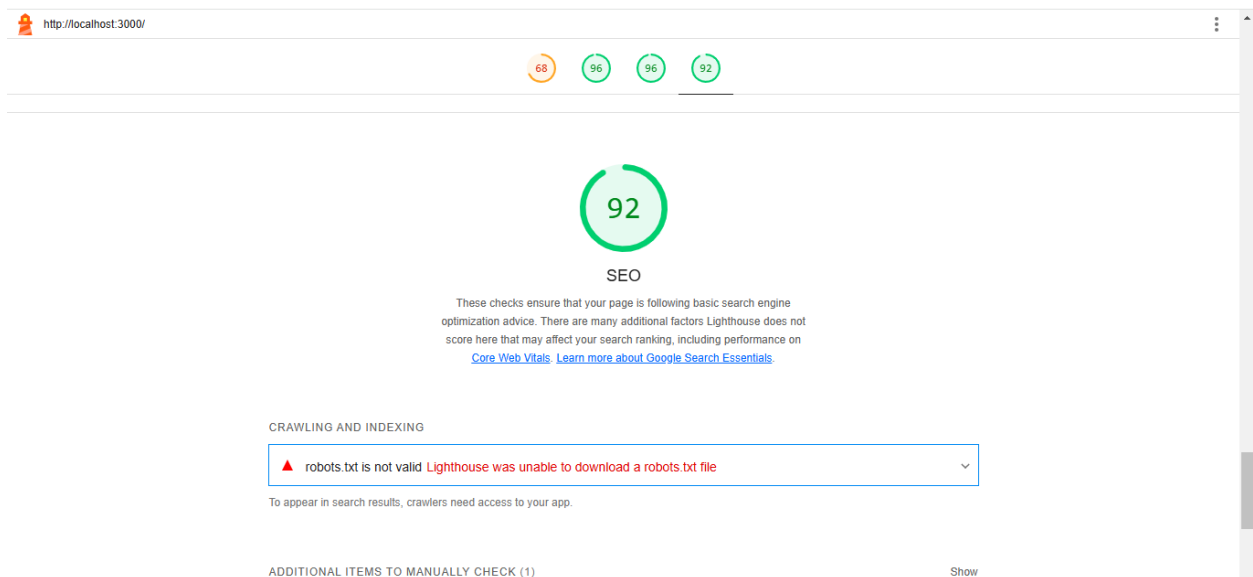 http://localhost:3000/
68 96 96 92
92
SEO
These checks ensure that your page is following basic search engine
optimization advice. There are many additional factors Lighthouse does not
score here that may affect your search ranking, including performance on
Core Web Vitals. Learn more about Google Search Essentials.
CRAWLING AND INDEXING
robots.txt is not valid Lighthouse was unable to download a robots.txt file
To appear in search results, crawlers need access to your app.
ADDITIONAL ITEMS TO MANUALLY CHECK (1) Show